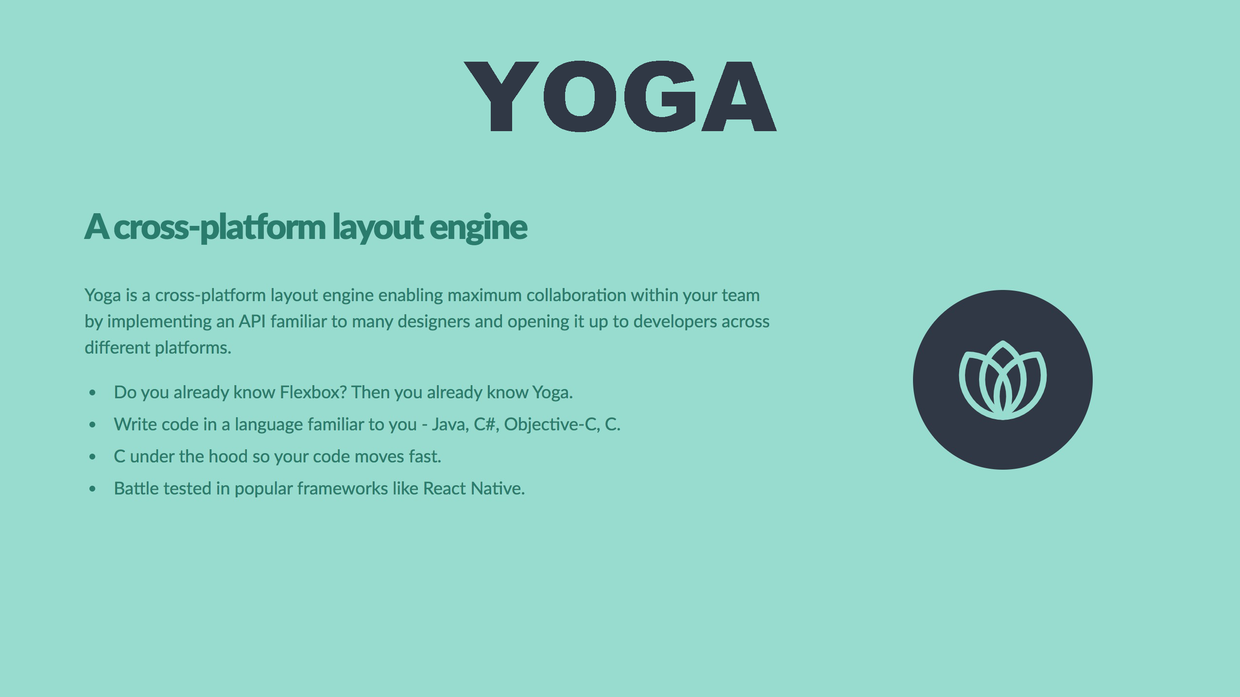 YOGA
A cross-platform layout engine
Yoga is a cross-platform layout engine enabling maximum collaboration within your team
by implementing an API familiar to many designers and opening it up to developers across
different platforms.
• Do you already know Flexbox? Then you already know Yoga.
• Write code in a language familiar to you - Java, C#, Objective-C, C.
• C under the hood so your code moves fast.
• Battle tested in popular frameworks like React Native.